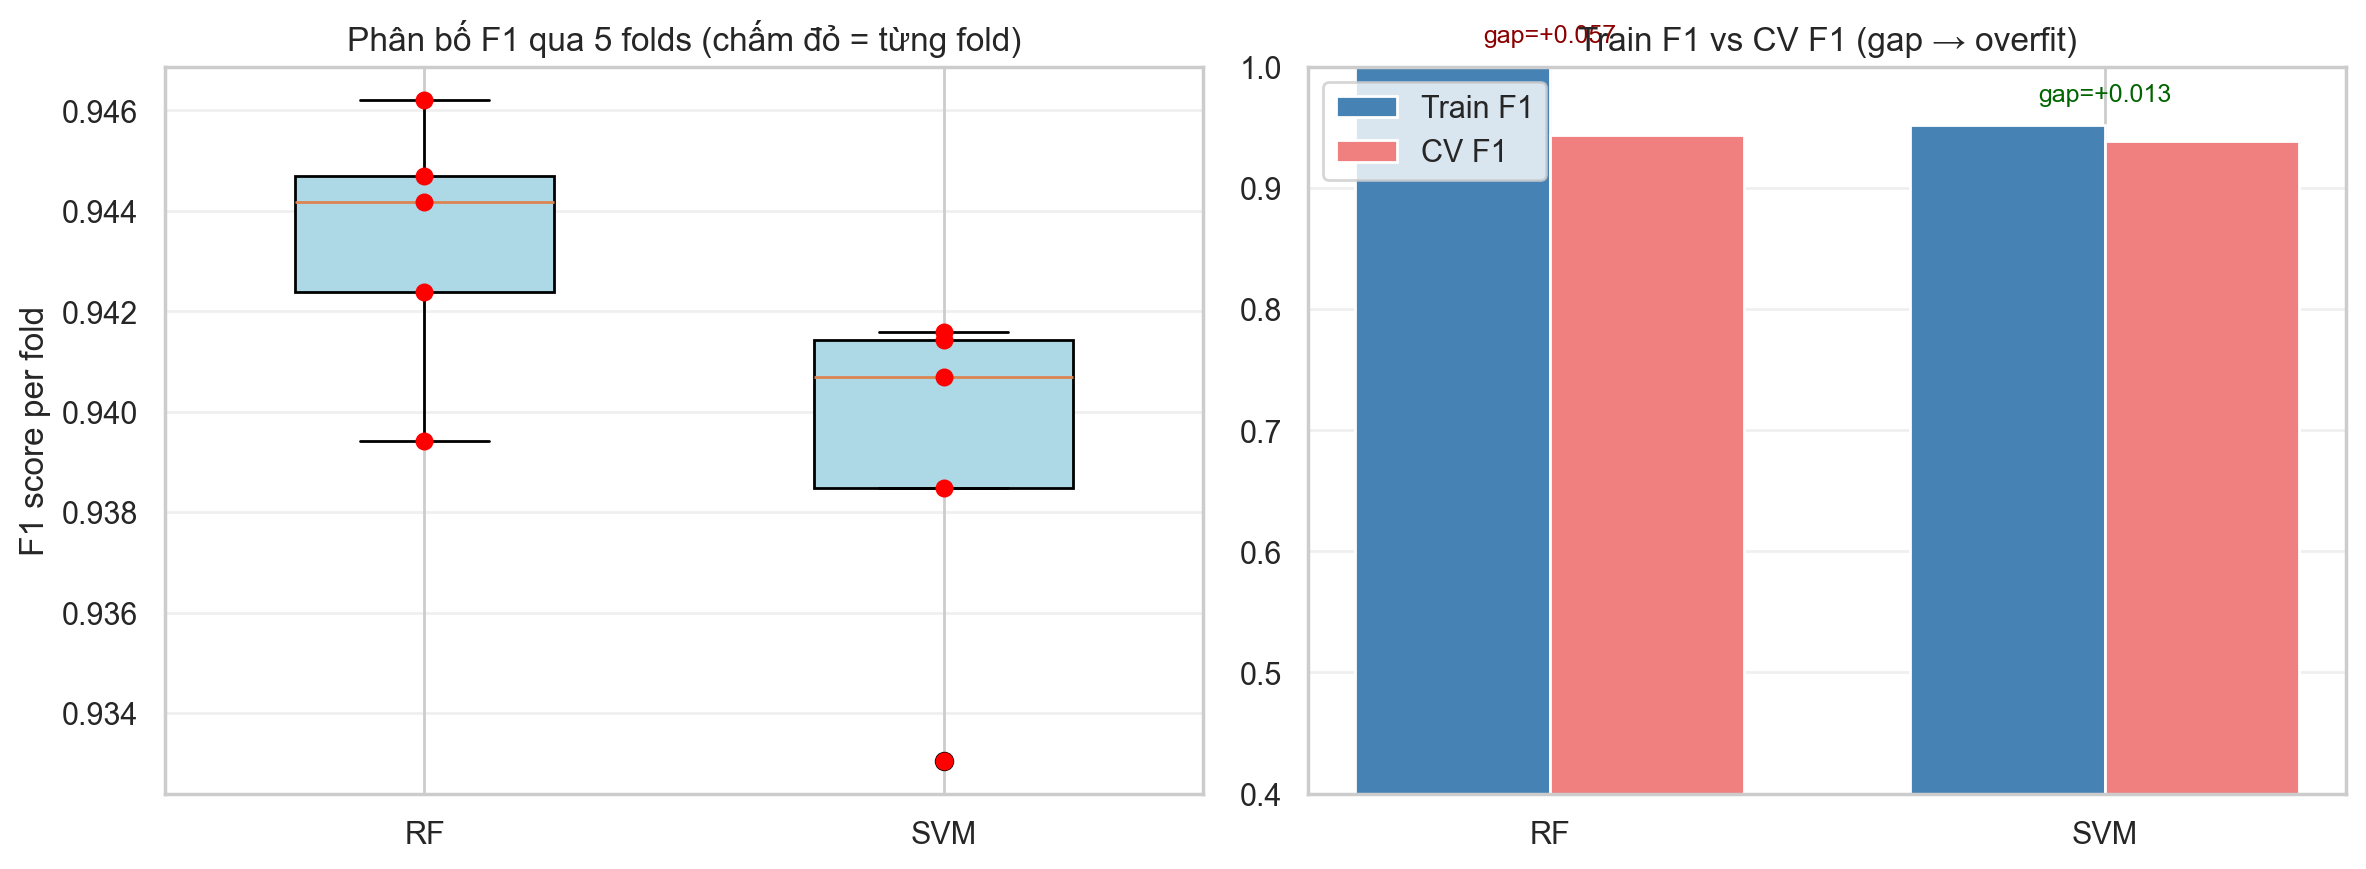 Phân bố F1 qua 5 folds (chấm đỏ = từng fold)
F1 score per fold
0.946
0.944
0.942
0.940
0.938
0.936
0.934
RF
SVM
Train F1 vs CV F1 (gap → overfit)
gap=+0.057
gap=+0.013
Train F1
CV F1
1.0
0.9
0.8
0.7
0.6
0.5
0.4
RF
SVM